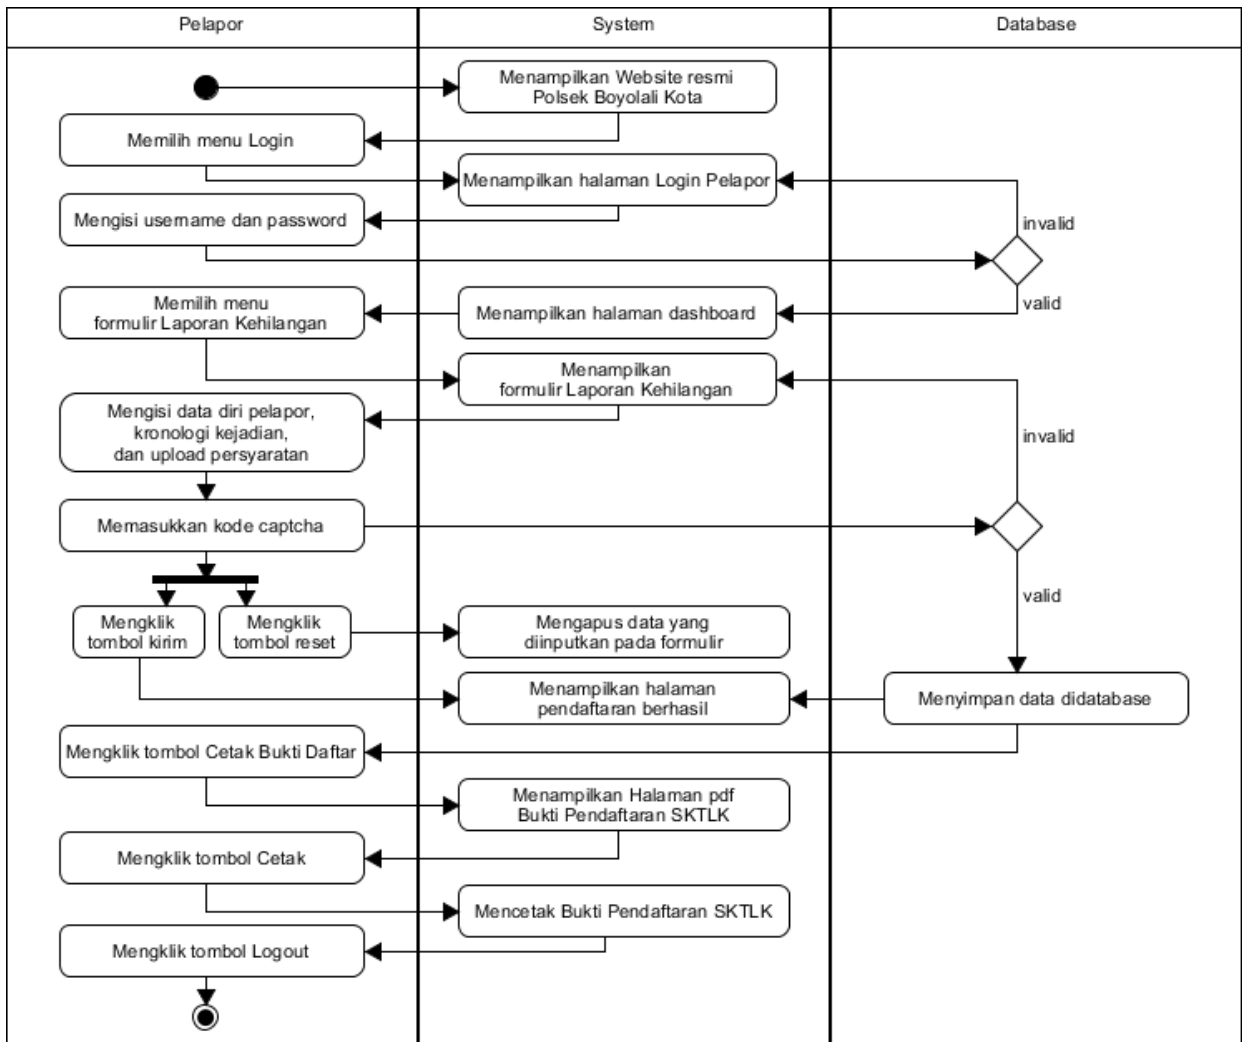 Pelapor
System
Database
Menampilkan Website resmi
Polsek Boyolali Kota
Memilih menu Login
Menampilkan halaman Login Pelapor
Mengisi username dan password
invalid
valid
Memilih menu
formulir Laporan Kehilangan
Menampilkan halaman dashboard
Menampilkan
formulir Laporan Kehilangan
Mengisi data diri pelapor,
kronologi kejadian,
dan upload persyaratan
invalid
Memasukkan kode captcha
valid
Mengklik
tombol kirim
Mengklik
tombol reset
Mengapus data yang
diinputkan pada formulir
Menampilkan halaman
pendaftaran berhasil
Menyimpan data didatabase
Mengklik tombol Cetak Bukti Daftar
Menampilkan Halaman pdf
Bukti Pendaftaran SKTLK
Mengklik tombol Cetak
Mencetak Bukti Pendaftaran SKTLK
Mengklik tombol Logout